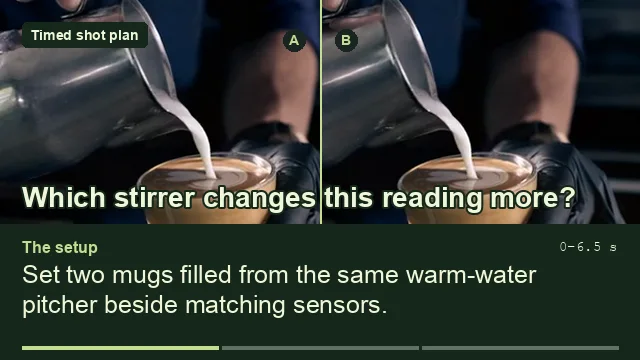 Timed shot plan
A
B
Which stirrer changes this reading more?
The setup
0–6.5 s
Set two mugs filled from the same warm-water
pitcher beside matching sensors.